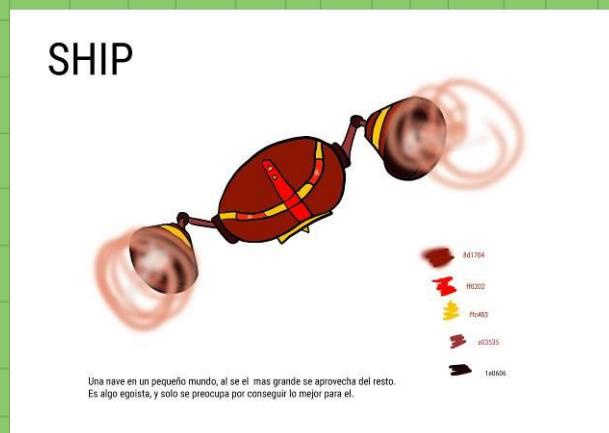 SHIP
8d1704
ff0202
ffc403
a03535
1e0606
Una nave en un pequeño mundo, al se el mas grande se aprovecha del resto.
Es algo egoista, y solo se preocupa por conseguir lo mejor para el.